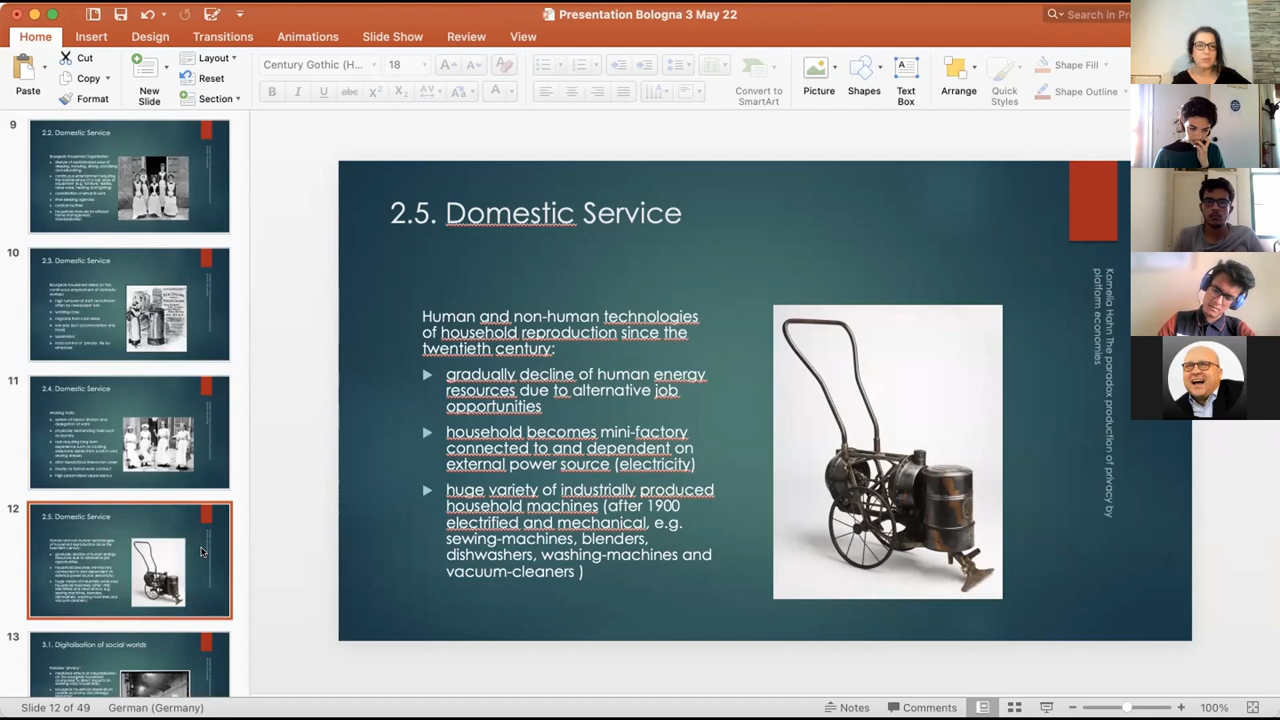 Presentation Bologna 3 May 22
Search in Pr
Home Insert Design Transitions Animations Slide Show Review View
Paste
Cut
Copy
Format
New
Slide
Layout
Reset
Section
Century Gothic (H... 18
Convert to
SmartArt
Picture
Shapes
Text
Box
Arrange
Quick
Styles
Shape Fill
Shape Outline
9
2.2. Domestic Service
10
2.3. Domestic Service
11
2.4. Domestic Service
12
2.5. Domestic Service
13
3.1. Digitalisation of social worlds
2.5. Domestic Service
Human and non-human technologies
of household reproduction since the
twentieth century:
gradually decline of human energy
resources due to alternative job
opportunities
household becomes mini-factory
connected to and dependent on
external power source (electricity)
huge variety of industrially produced
household machines (after 1900
electrified and mechanical, e.g.
sewing-machines, blenders,
dishwashers, washing-machines and
vacuum cleaners )
Kornelia Hahn The paradox production of privacy by
platform economies
Slide 12 of 49 German (Germany)
Notes Comments 100%